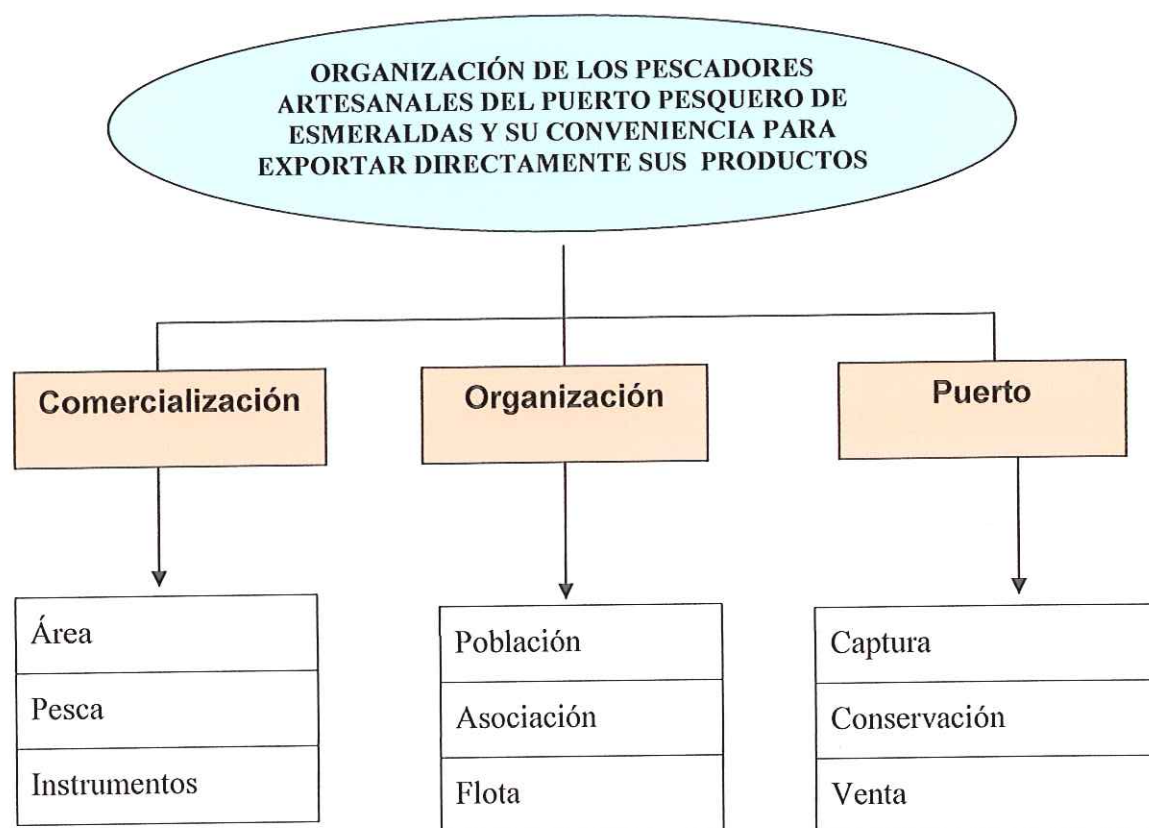 ORGANIZACIÓN DE LOS PESCADORES
ARTESANALES DEL PUERTO PESQUERO DE
ESMERALDAS Y SU CONVENIENCIA PARA
EXPORTAR DIRECTAMENTE SUS PRODUCTOS
Comercialización
Organización
Puerto
Área
Pesca
Instrumentos
Población
Asociación
Flota
Captura
Conservación
Venta